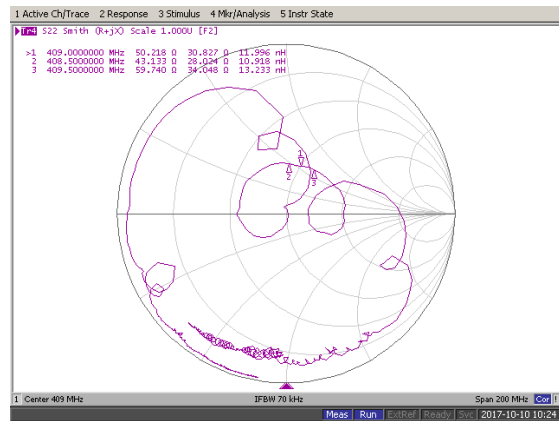 1 Active Ch/Trace 2 Response 3 Stimulus 4 Mkr/Analysis 5 Instr State
Tr4 S22 Smith (R+jX) Scale 1.000U [F2]
>1 409.0000000 MHz 50.218 Ω 30.827 Ω 11.996 nH
2 408.5000000 MHz 43.133 Ω 28.024 Ω 10.918 nH
3 409.5000000 MHz 59.740 Ω 34.048 Ω 13.233 nH
1
2
3
1 Center 409 MHz IFBW 70 kHz Span 200 MHz Cor !
Meas Run ExtRef Ready Svc 2017-10-10 10:24